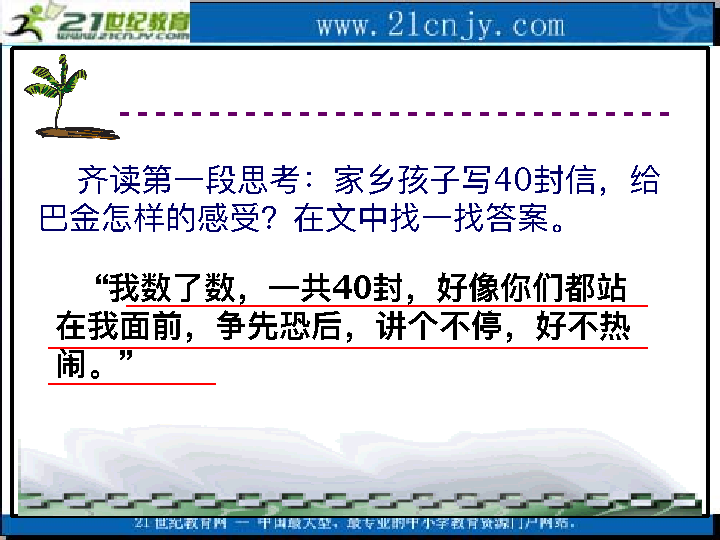 21世纪教育
WWW.21CNJY.COM
www.21cnjy.com
齐读第一段思考：家乡孩子写40封信，给
巴金怎样的感受？在文中找一找答案。
“我数了数，一共40封，好像你们都站
在我面前，争先恐后，讲个不停，好不热
闹。”
21世纪教育网 -- 中国最大型、最专业的中小学教育资源门户网站.